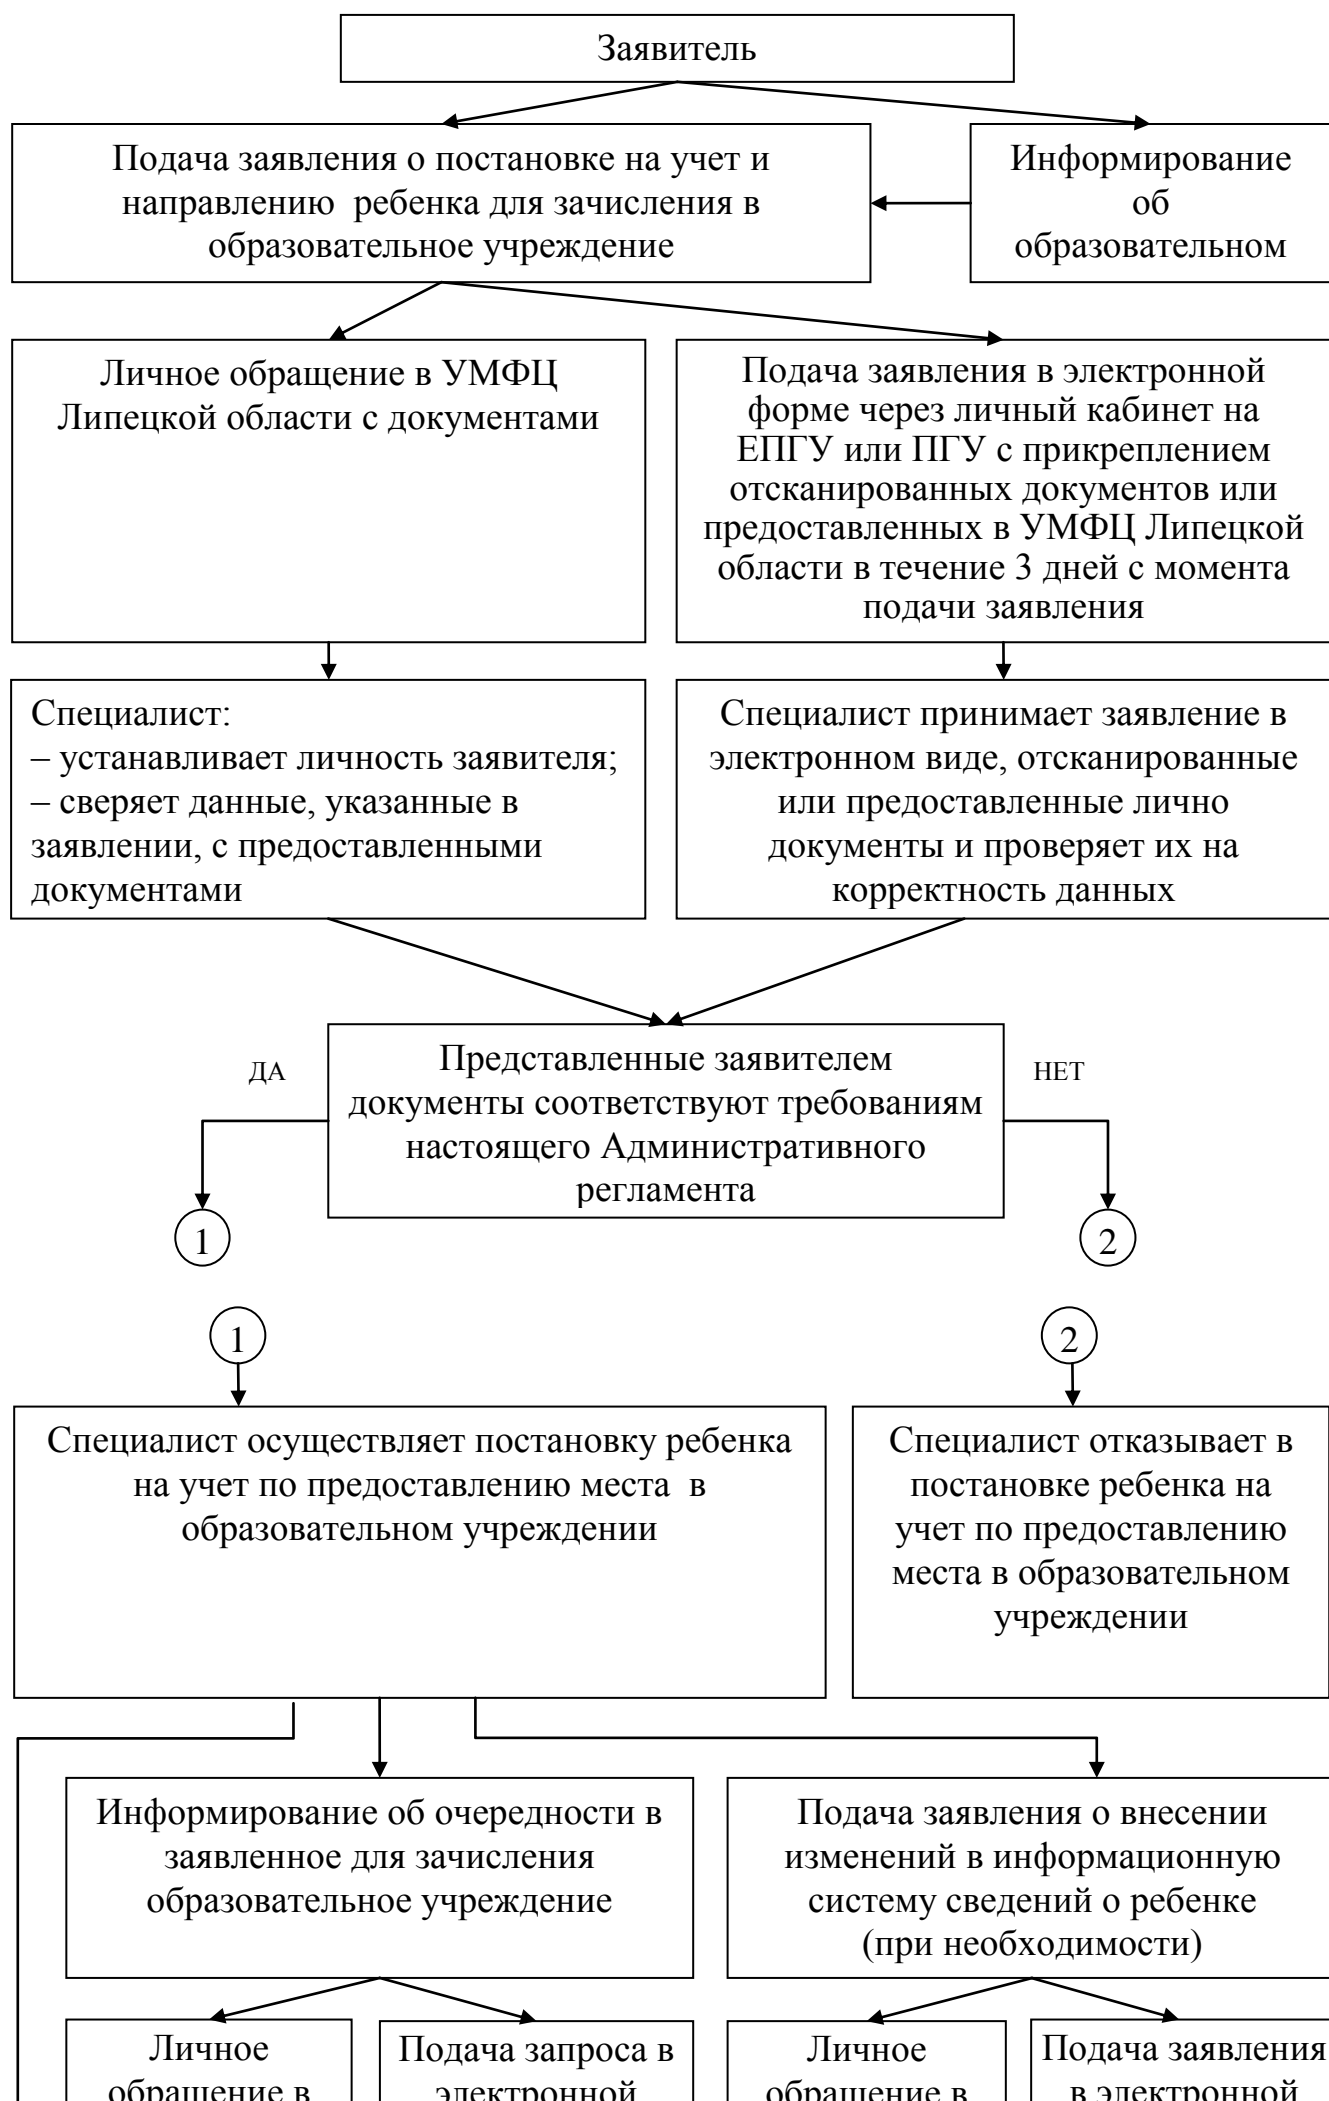 Заявитель
Подача заявления о постановке на учет и
направлению ребенка для зачисления в
образовательное учреждение
Информирование
об
образовательном
Личное обращение в УМФЦ
Липецкой области с документами
Подача заявления в электронной
форме через личный кабинет на
ЕПГУ или ПГУ с прикреплением
отсканированных документов или
предоставленных в УМФЦ Липецкой
области в течение 3 дней с момента
подачи заявления
Специалист:
– устанавливает личность заявителя;
– сверяет данные, указанные в
заявлении, с предоставленными
документами
Специалист принимает заявление в
электронном виде, отсканированные
или предоставленные лично
документы и проверяет их на
корректность данных
ДА
Представленные заявителем
документы соответствуют требованиям
настоящего Административного
регламента
НЕТ
1
2
1
2
Специалист осуществляет постановку ребенка
на учет по предоставлению места в
образовательном учреждении
Специалист отказывает в
постановке ребенка на
учет по предоставлению
места в образовательном
учреждении
Информирование об очередности в
заявленное для зачисления
образовательное учреждение
Подача заявления о внесении
изменений в информационную
систему сведений о ребенке
(при необходимости)
Личное
обращение в
Подача запроса в
электронной
Личное
обращение в
Подача заявления
в электронной